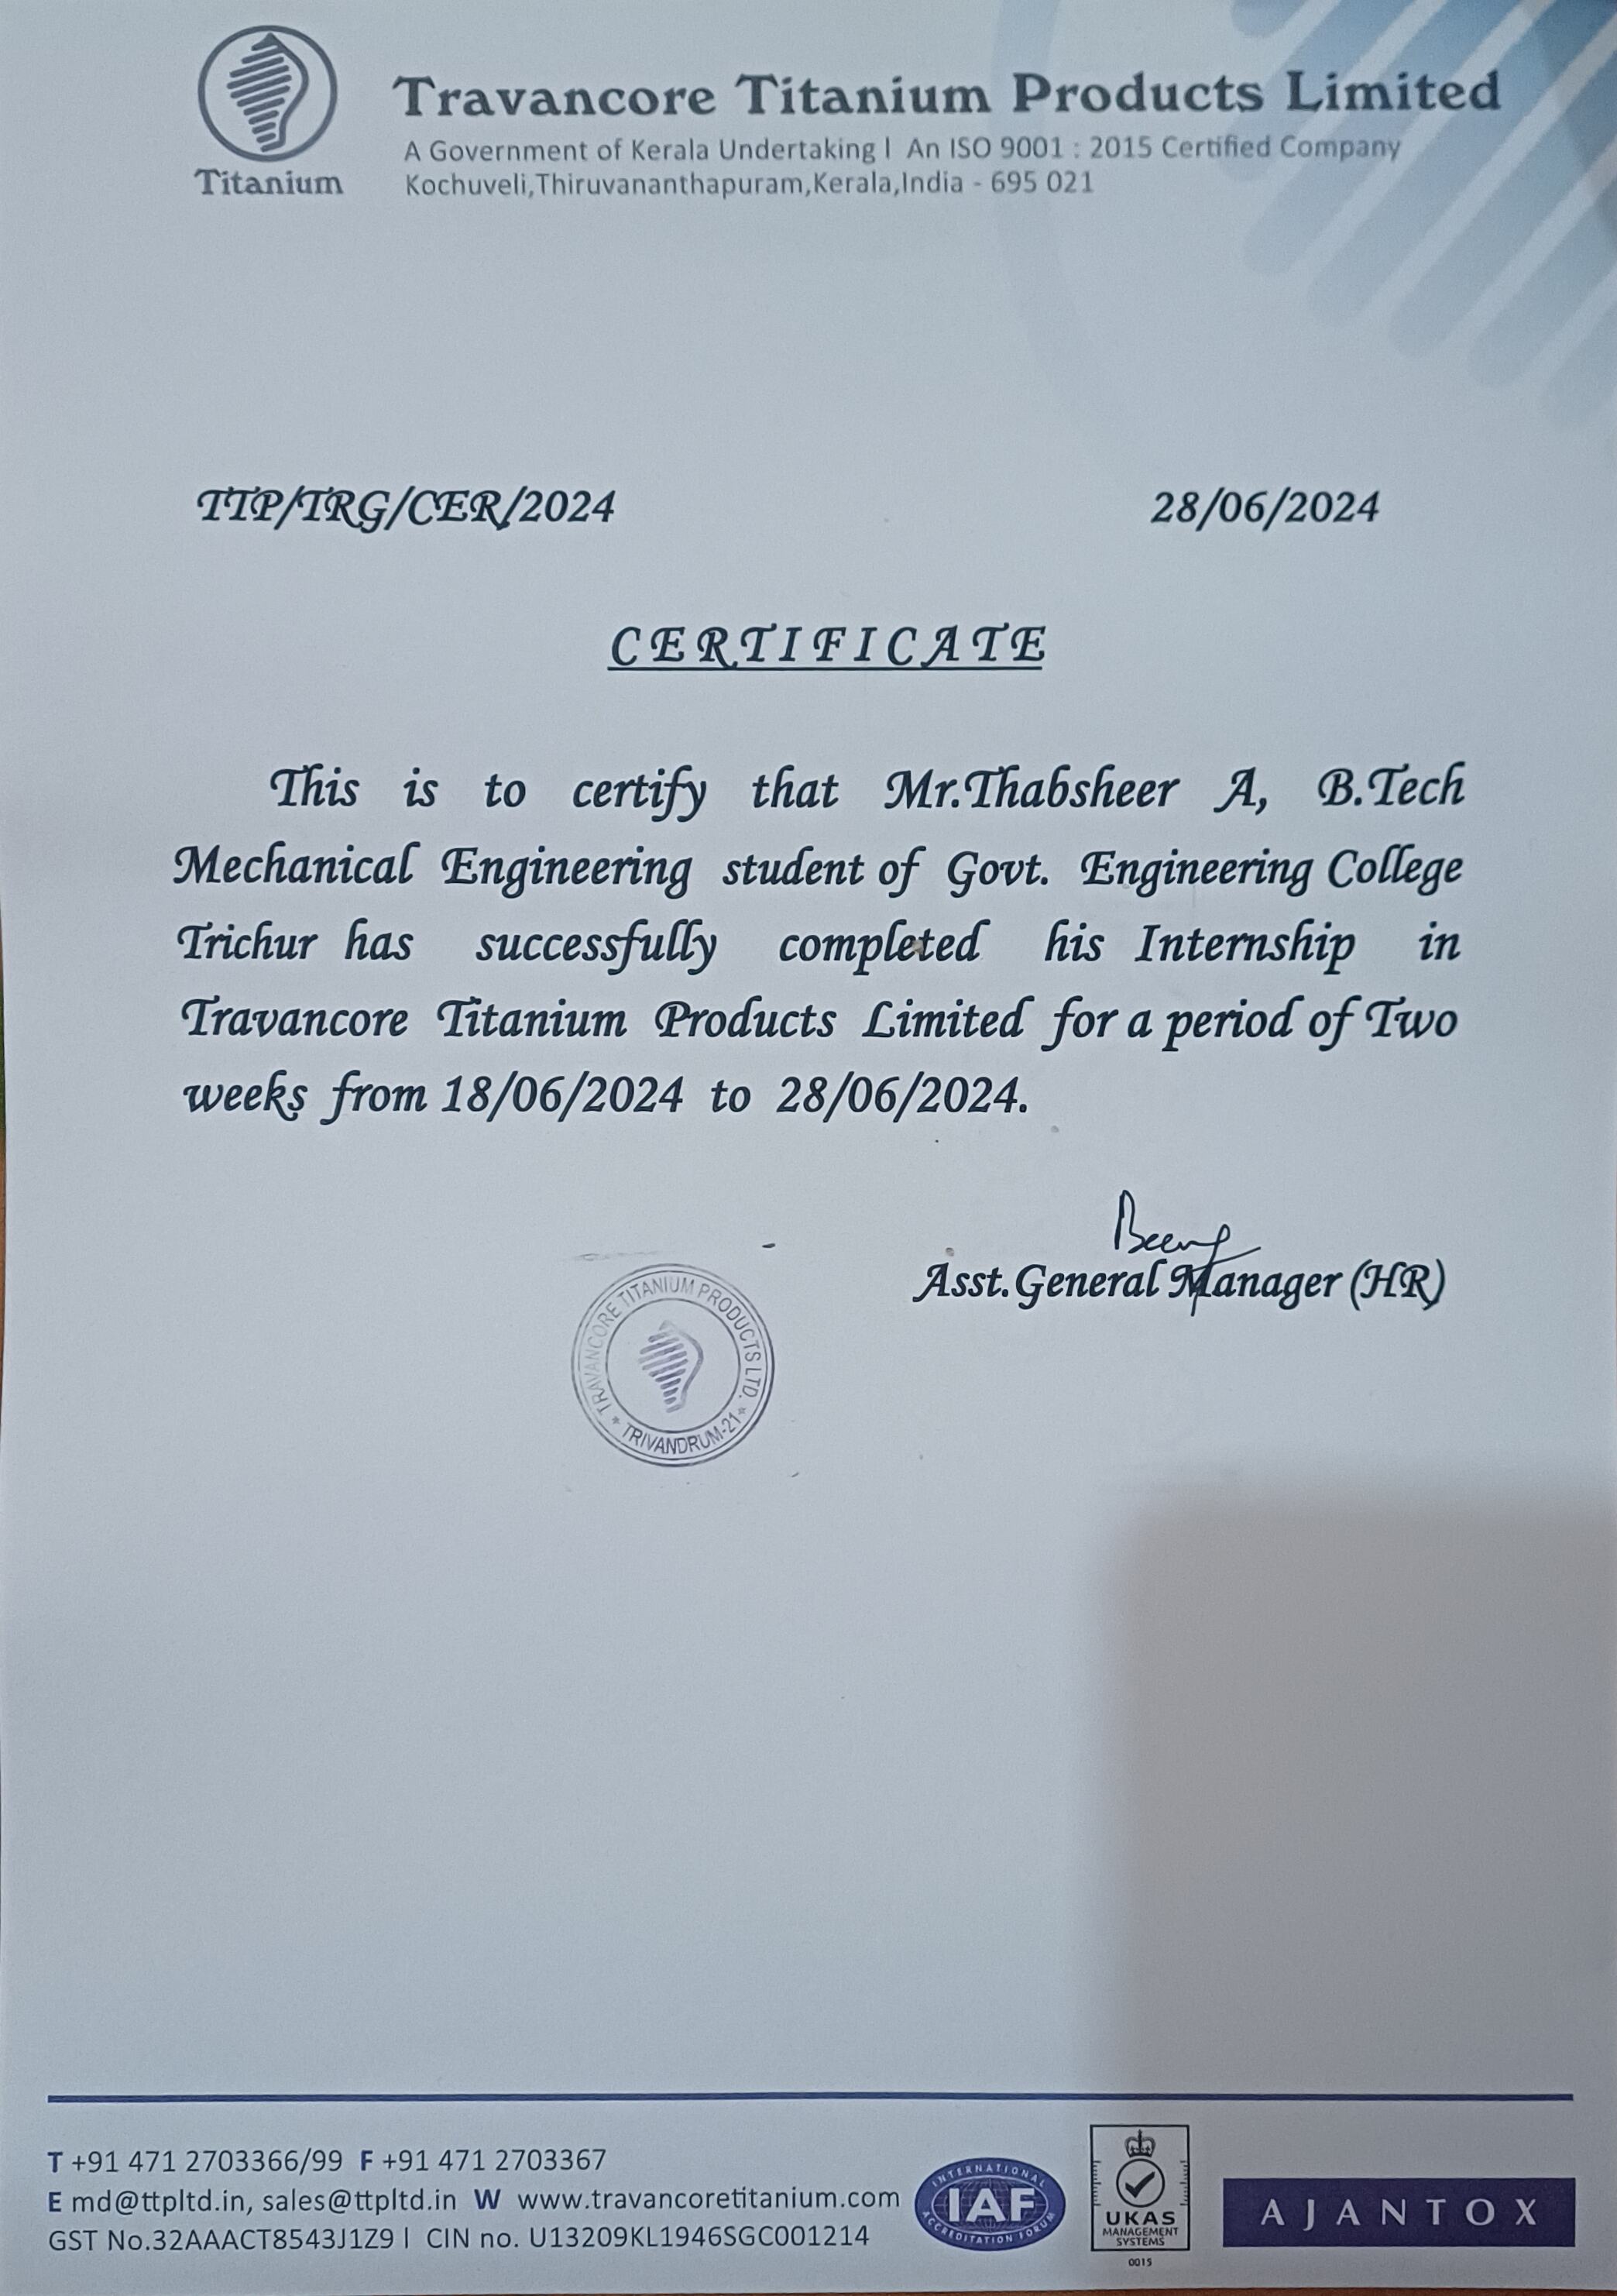 Titanium
Travancore Titanium Products Limited
A Government of Kerala Undertaking | An ISO 9001 : 2015 Certified Company
Kochuveli,Thiruvananthapuram,Kerala,India - 695 021
TTP/TRG/CER/2024 28/06/2024
CERTIFICATE
This is to certify that Mr.Thabsheer A, B.Tech
Mechanical Engineering student of Govt. Engineering College
Trichur has successfully completed his Internship in
Travancore Titanium Products Limited for a period of Two
weeks from 18/06/2024 to 28/06/2024.
Asst.General Manager (HR)
TRAVANCORE TITANIUM PRODUCTS LTD.
* TRIVANDRUM-21 *
T +91 471 2703366/99 F +91 471 2703367
E md@ttpltd.in, sales@ttpltd.in W www.travancoretitanium.com
GST No.32AAACT8543J1Z9 | CIN no. U13209KL1946SGC001214
INTERNATIONAL
IAF
ACCREDITATION FORUM
UKAS
MANAGEMENT
SYSTEMS
0015
AJANTOX